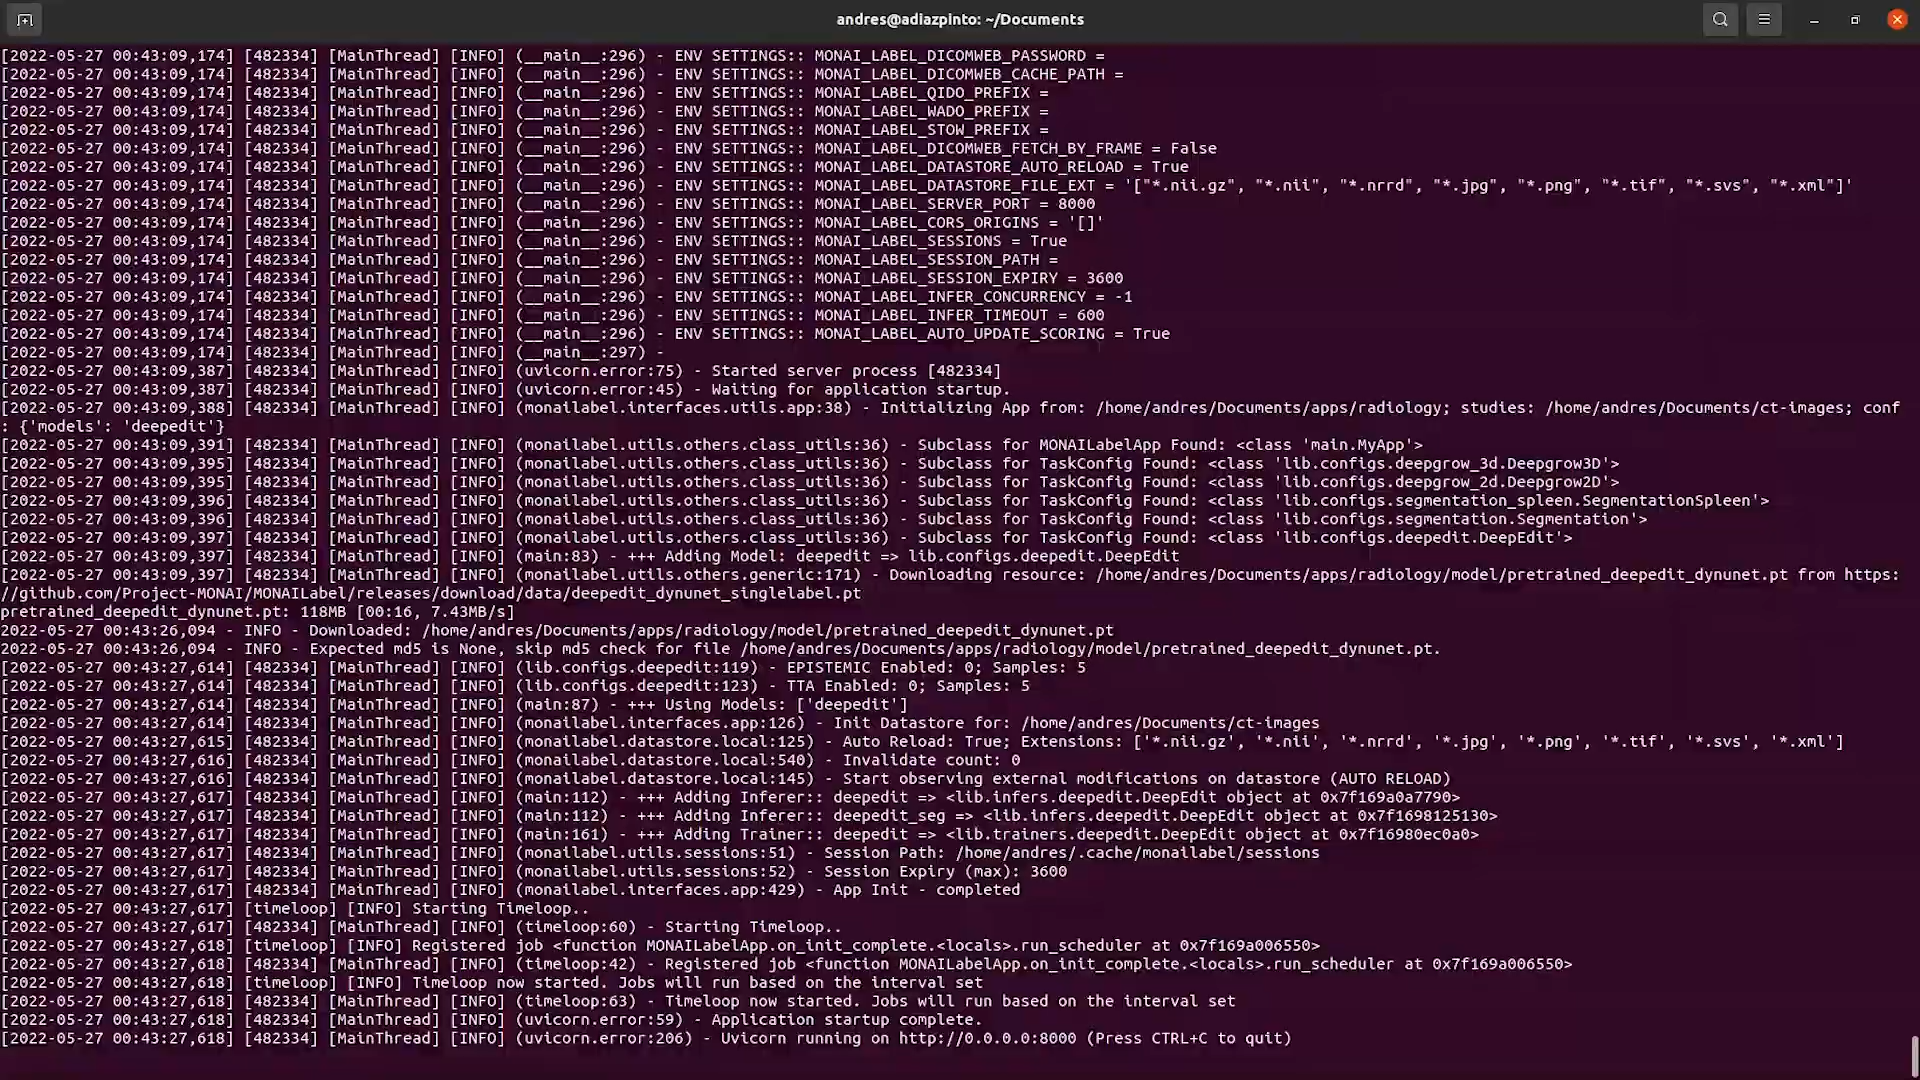 andres@adiazpinto: ~/Documents
[2022-05-27 00:43:09,174] [482334] [MainThread] [INFO] (__main__:296) - ENV SETTINGS:: MONAI_LABEL_DICOMWEB_PASSWORD =
[2022-05-27 00:43:09,174] [482334] [MainThread] [INFO] (__main__:296) - ENV SETTINGS:: MONAI_LABEL_DICOMWEB_CACHE_PATH =
[2022-05-27 00:43:09,174] [482334] [MainThread] [INFO] (__main__:296) - ENV SETTINGS:: MONAI_LABEL_QIDO_PREFIX =
[2022-05-27 00:43:09,174] [482334] [MainThread] [INFO] (__main__:296) - ENV SETTINGS:: MONAI_LABEL_WADO_PREFIX =
[2022-05-27 00:43:09,174] [482334] [MainThread] [INFO] (__main__:296) - ENV SETTINGS:: MONAI_LABEL_STOW_PREFIX =
[2022-05-27 00:43:09,174] [482334] [MainThread] [INFO] (__main__:296) - ENV SETTINGS:: MONAI_LABEL_DICOMWEB_FETCH_BY_FRAME = False
[2022-05-27 00:43:09,174] [482334] [MainThread] [INFO] (__main__:296) - ENV SETTINGS:: MONAI_LABEL_DATASTORE_AUTO_RELOAD = True
[2022-05-27 00:43:09,174] [482334] [MainThread] [INFO] (__main__:296) - ENV SETTINGS:: MONAI_LABEL_DATASTORE_FILE_EXT = '["*.nii.gz", "*.nii", "*.nrrd", "*.jpg", "*.png", "*.tif", "*.svs", "*.xml"]'
[2022-05-27 00:43:09,174] [482334] [MainThread] [INFO] (__main__:296) - ENV SETTINGS:: MONAI_LABEL_SERVER_PORT = 8000
[2022-05-27 00:43:09,174] [482334] [MainThread] [INFO] (__main__:296) - ENV SETTINGS:: MONAI_LABEL_CORS_ORIGINS = '[]'
[2022-05-27 00:43:09,174] [482334] [MainThread] [INFO] (__main__:296) - ENV SETTINGS:: MONAI_LABEL_SESSIONS = True
[2022-05-27 00:43:09,174] [482334] [MainThread] [INFO] (__main__:296) - ENV SETTINGS:: MONAI_LABEL_SESSION_PATH =
[2022-05-27 00:43:09,174] [482334] [MainThread] [INFO] (__main__:296) - ENV SETTINGS:: MONAI_LABEL_SESSION_EXPIRY = 3600
[2022-05-27 00:43:09,174] [482334] [MainThread] [INFO] (__main__:296) - ENV SETTINGS:: MONAI_LABEL_INFER_CONCURRENCY = -1
[2022-05-27 00:43:09,174] [482334] [MainThread] [INFO] (__main__:296) - ENV SETTINGS:: MONAI_LABEL_INFER_TIMEOUT = 600
[2022-05-27 00:43:09,174] [482334] [MainThread] [INFO] (__main__:296) - ENV SETTINGS:: MONAI_LABEL_AUTO_UPDATE_SCORING = True
[2022-05-27 00:43:09,174] [482334] [MainThread] [INFO] (__main__:297) -
[2022-05-27 00:43:09,387] [482334] [MainThread] [INFO] (uvicorn.error:75) - Started server process [482334]
[2022-05-27 00:43:09,387] [482334] [MainThread] [INFO] (uvicorn.error:45) - Waiting for application startup.
[2022-05-27 00:43:09,388] [482334] [MainThread] [INFO] (monailabel.interfaces.utils.app:38) - Initializing App from: /home/andres/Documents/apps/radiology; studies: /home/andres/Documents/ct-images; conf
: {'models': 'deepedit'}
[2022-05-27 00:43:09,391] [482334] [MainThread] [INFO] (monailabel.utils.others.class_utils:36) - Subclass for MONAILabelApp Found: <class 'main.MyApp'>
[2022-05-27 00:43:09,395] [482334] [MainThread] [INFO] (monailabel.utils.others.class_utils:36) - Subclass for TaskConfig Found: <class 'lib.configs.deepgrow_3d.Deepgrow3D'>
[2022-05-27 00:43:09,395] [482334] [MainThread] [INFO] (monailabel.utils.others.class_utils:36) - Subclass for TaskConfig Found: <class 'lib.configs.deepgrow_2d.Deepgrow2D'>
[2022-05-27 00:43:09,396] [482334] [MainThread] [INFO] (monailabel.utils.others.class_utils:36) - Subclass for TaskConfig Found: <class 'lib.configs.segmentation_spleen.SegmentationSpleen'>
[2022-05-27 00:43:09,396] [482334] [MainThread] [INFO] (monailabel.utils.others.class_utils:36) - Subclass for TaskConfig Found: <class 'lib.configs.segmentation.Segmentation'>
[2022-05-27 00:43:09,397] [482334] [MainThread] [INFO] (monailabel.utils.others.class_utils:36) - Subclass for TaskConfig Found: <class 'lib.configs.deepedit.DeepEdit'>
[2022-05-27 00:43:09,397] [482334] [MainThread] [INFO] (main:83) - +++ Adding Model: deepedit => lib.configs.deepedit.DeepEdit
[2022-05-27 00:43:09,397] [482334] [MainThread] [INFO] (monailabel.utils.others.generic:171) - Downloading resource: /home/andres/Documents/apps/radiology/model/pretrained_deepedit_dynunet.pt from https:
//github.com/Project-MONAI/MONAILabel/releases/download/data/deepedit_dynunet_singlelabel.pt
pretrained_deepedit_dynunet.pt: 118MB [00:16, 7.43MB/s]
2022-05-27 00:43:26,094 - INFO - Downloaded: /home/andres/Documents/apps/radiology/model/pretrained_deepedit_dynunet.pt
2022-05-27 00:43:26,094 - INFO - Expected md5 is None, skip md5 check for file /home/andres/Documents/apps/radiology/model/pretrained_deepedit_dynunet.pt.
[2022-05-27 00:43:27,614] [482334] [MainThread] [INFO] (lib.configs.deepedit:119) - EPISTEMIC Enabled: 0; Samples: 5
[2022-05-27 00:43:27,614] [482334] [MainThread] [INFO] (lib.configs.deepedit:123) - TTA Enabled: 0; Samples: 5
[2022-05-27 00:43:27,614] [482334] [MainThread] [INFO] (main:87) - +++ Using Models: ['deepedit']
[2022-05-27 00:43:27,614] [482334] [MainThread] [INFO] (monailabel.interfaces.app:126) - Init Datastore for: /home/andres/Documents/ct-images
[2022-05-27 00:43:27,615] [482334] [MainThread] [INFO] (monailabel.datastore.local:125) - Auto Reload: True; Extensions: ['*.nii.gz', '*.nii', '*.nrrd', '*.jpg', '*.png', '*.tif', '*.svs', '*.xml']
[2022-05-27 00:43:27,616] [482334] [MainThread] [INFO] (monailabel.datastore.local:540) - Invalidate count: 0
[2022-05-27 00:43:27,616] [482334] [MainThread] [INFO] (monailabel.datastore.local:145) - Start observing external modifications on datastore (AUTO RELOAD)
[2022-05-27 00:43:27,617] [482334] [MainThread] [INFO] (main:112) - +++ Adding Inferer:: deepedit => <lib.infers.deepedit.DeepEdit object at 0x7f169a0a7790>
[2022-05-27 00:43:27,617] [482334] [MainThread] [INFO] (main:112) - +++ Adding Inferer:: deepedit_seg => <lib.infers.deepedit.DeepEdit object at 0x7f1698125130>
[2022-05-27 00:43:27,617] [482334] [MainThread] [INFO] (main:161) - +++ Adding Trainer:: deepedit => <lib.trainers.deepedit.DeepEdit object at 0x7f16980ec0a0>
[2022-05-27 00:43:27,617] [482334] [MainThread] [INFO] (monailabel.utils.sessions:51) - Session Path: /home/andres/.cache/monailabel/sessions
[2022-05-27 00:43:27,617] [482334] [MainThread] [INFO] (monailabel.utils.sessions:52) - Session Expiry (max): 3600
[2022-05-27 00:43:27,617] [482334] [MainThread] [INFO] (monailabel.interfaces.app:429) - App Init - completed
[2022-05-27 00:43:27,617] [timeloop] [INFO] Starting Timeloop..
[2022-05-27 00:43:27,617] [482334] [MainThread] [INFO] (timeloop:60) - Starting Timeloop..
[2022-05-27 00:43:27,618] [timeloop] [INFO] Registered job <function MONAILabelApp.on_init_complete.<locals>.run_scheduler at 0x7f169a006550>
[2022-05-27 00:43:27,618] [482334] [MainThread] [INFO] (timeloop:42) - Registered job <function MONAILabelApp.on_init_complete.<locals>.run_scheduler at 0x7f169a006550>
[2022-05-27 00:43:27,618] [timeloop] [INFO] Timeloop now started. Jobs will run based on the interval set
[2022-05-27 00:43:27,618] [482334] [MainThread] [INFO] (timeloop:63) - Timeloop now started. Jobs will run based on the interval set
[2022-05-27 00:43:27,618] [482334] [MainThread] [INFO] (uvicorn.error:59) - Application startup complete.
[2022-05-27 00:43:27,618] [482334] [MainThread] [INFO] (uvicorn.error:206) - Uvicorn running on http://0.0.0.0:8000 (Press CTRL+C to quit)